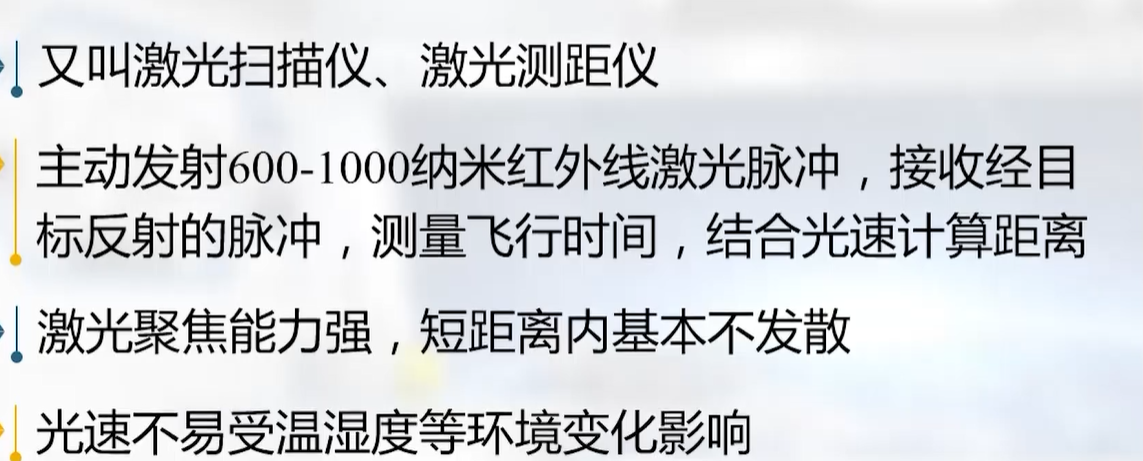 又叫激光扫描仪、激光测距仪
主动发射600-1000纳米红外线激光脉冲，接收经目
标反射的脉冲，测量飞行时间，结合光速计算距离
激光聚焦能力强，短距离内基本不发散
光速不易受温湿度等环境变化影响